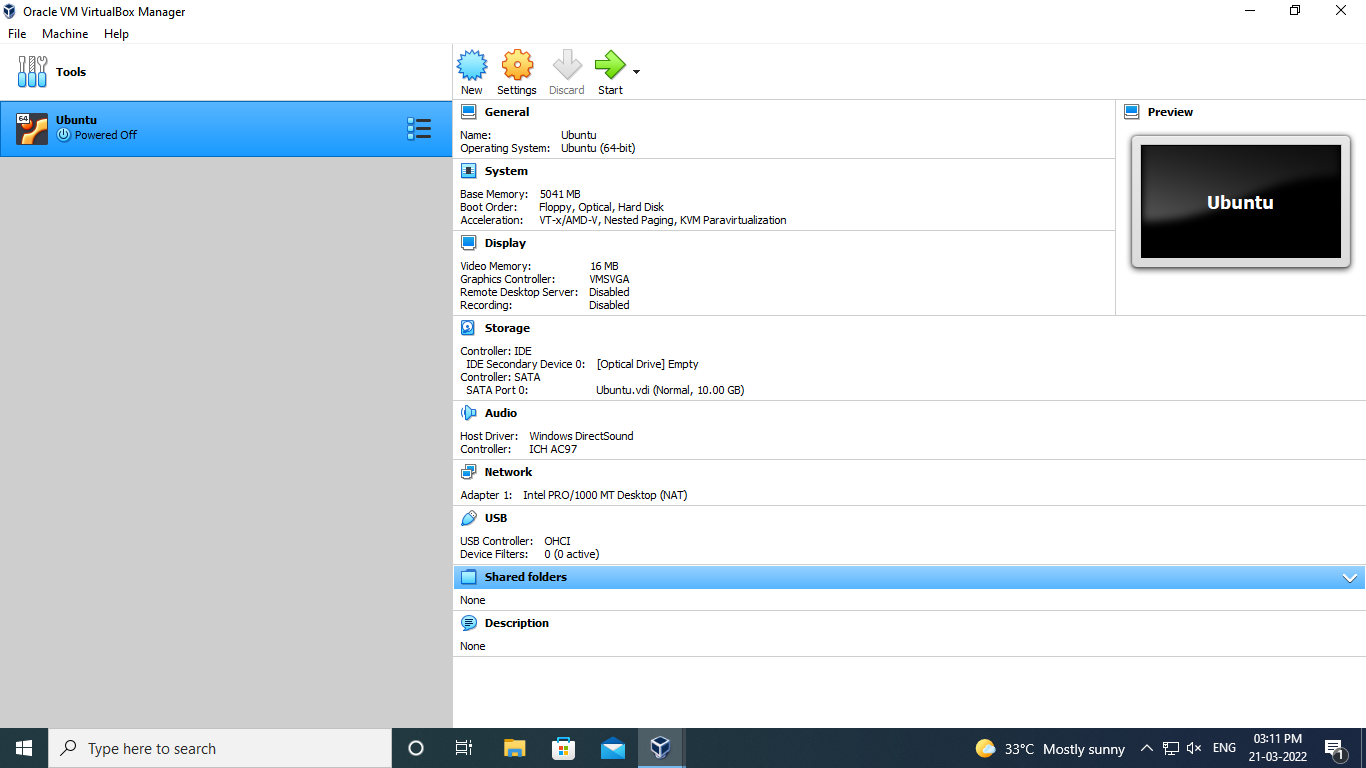 Oracle VM VirtualBox Manager
File Machine Help
Tools
New Settings Discard Start
64
Ubuntu
Powered Off
General
Name: Ubuntu
Operating System: Ubuntu (64-bit)
Preview
Ubuntu
System
Base Memory: 5041 MB
Boot Order: Floppy, Optical, Hard Disk
Acceleration: VT-x/AMD-V, Nested Paging, KVM Paravirtualization
Display
Video Memory: 16 MB
Graphics Controller: VMSVGA
Remote Desktop Server: Disabled
Recording: Disabled
Storage
Controller: IDE
IDE Secondary Device 0: [Optical Drive] Empty
Controller: SATA
SATA Port 0: Ubuntu.vdi (Normal, 10.00 GB)
Audio
Host Driver: Windows DirectSound
Controller: ICH AC97
Network
Adapter 1: Intel PRO/1000 MT Desktop (NAT)
USB
USB Controller: OHCI
Device Filters: 0 (0 active)
Shared folders
None
Description
None
Type here to search
33°C Mostly sunny
ENG
03:11 PM
21-03-2022
1